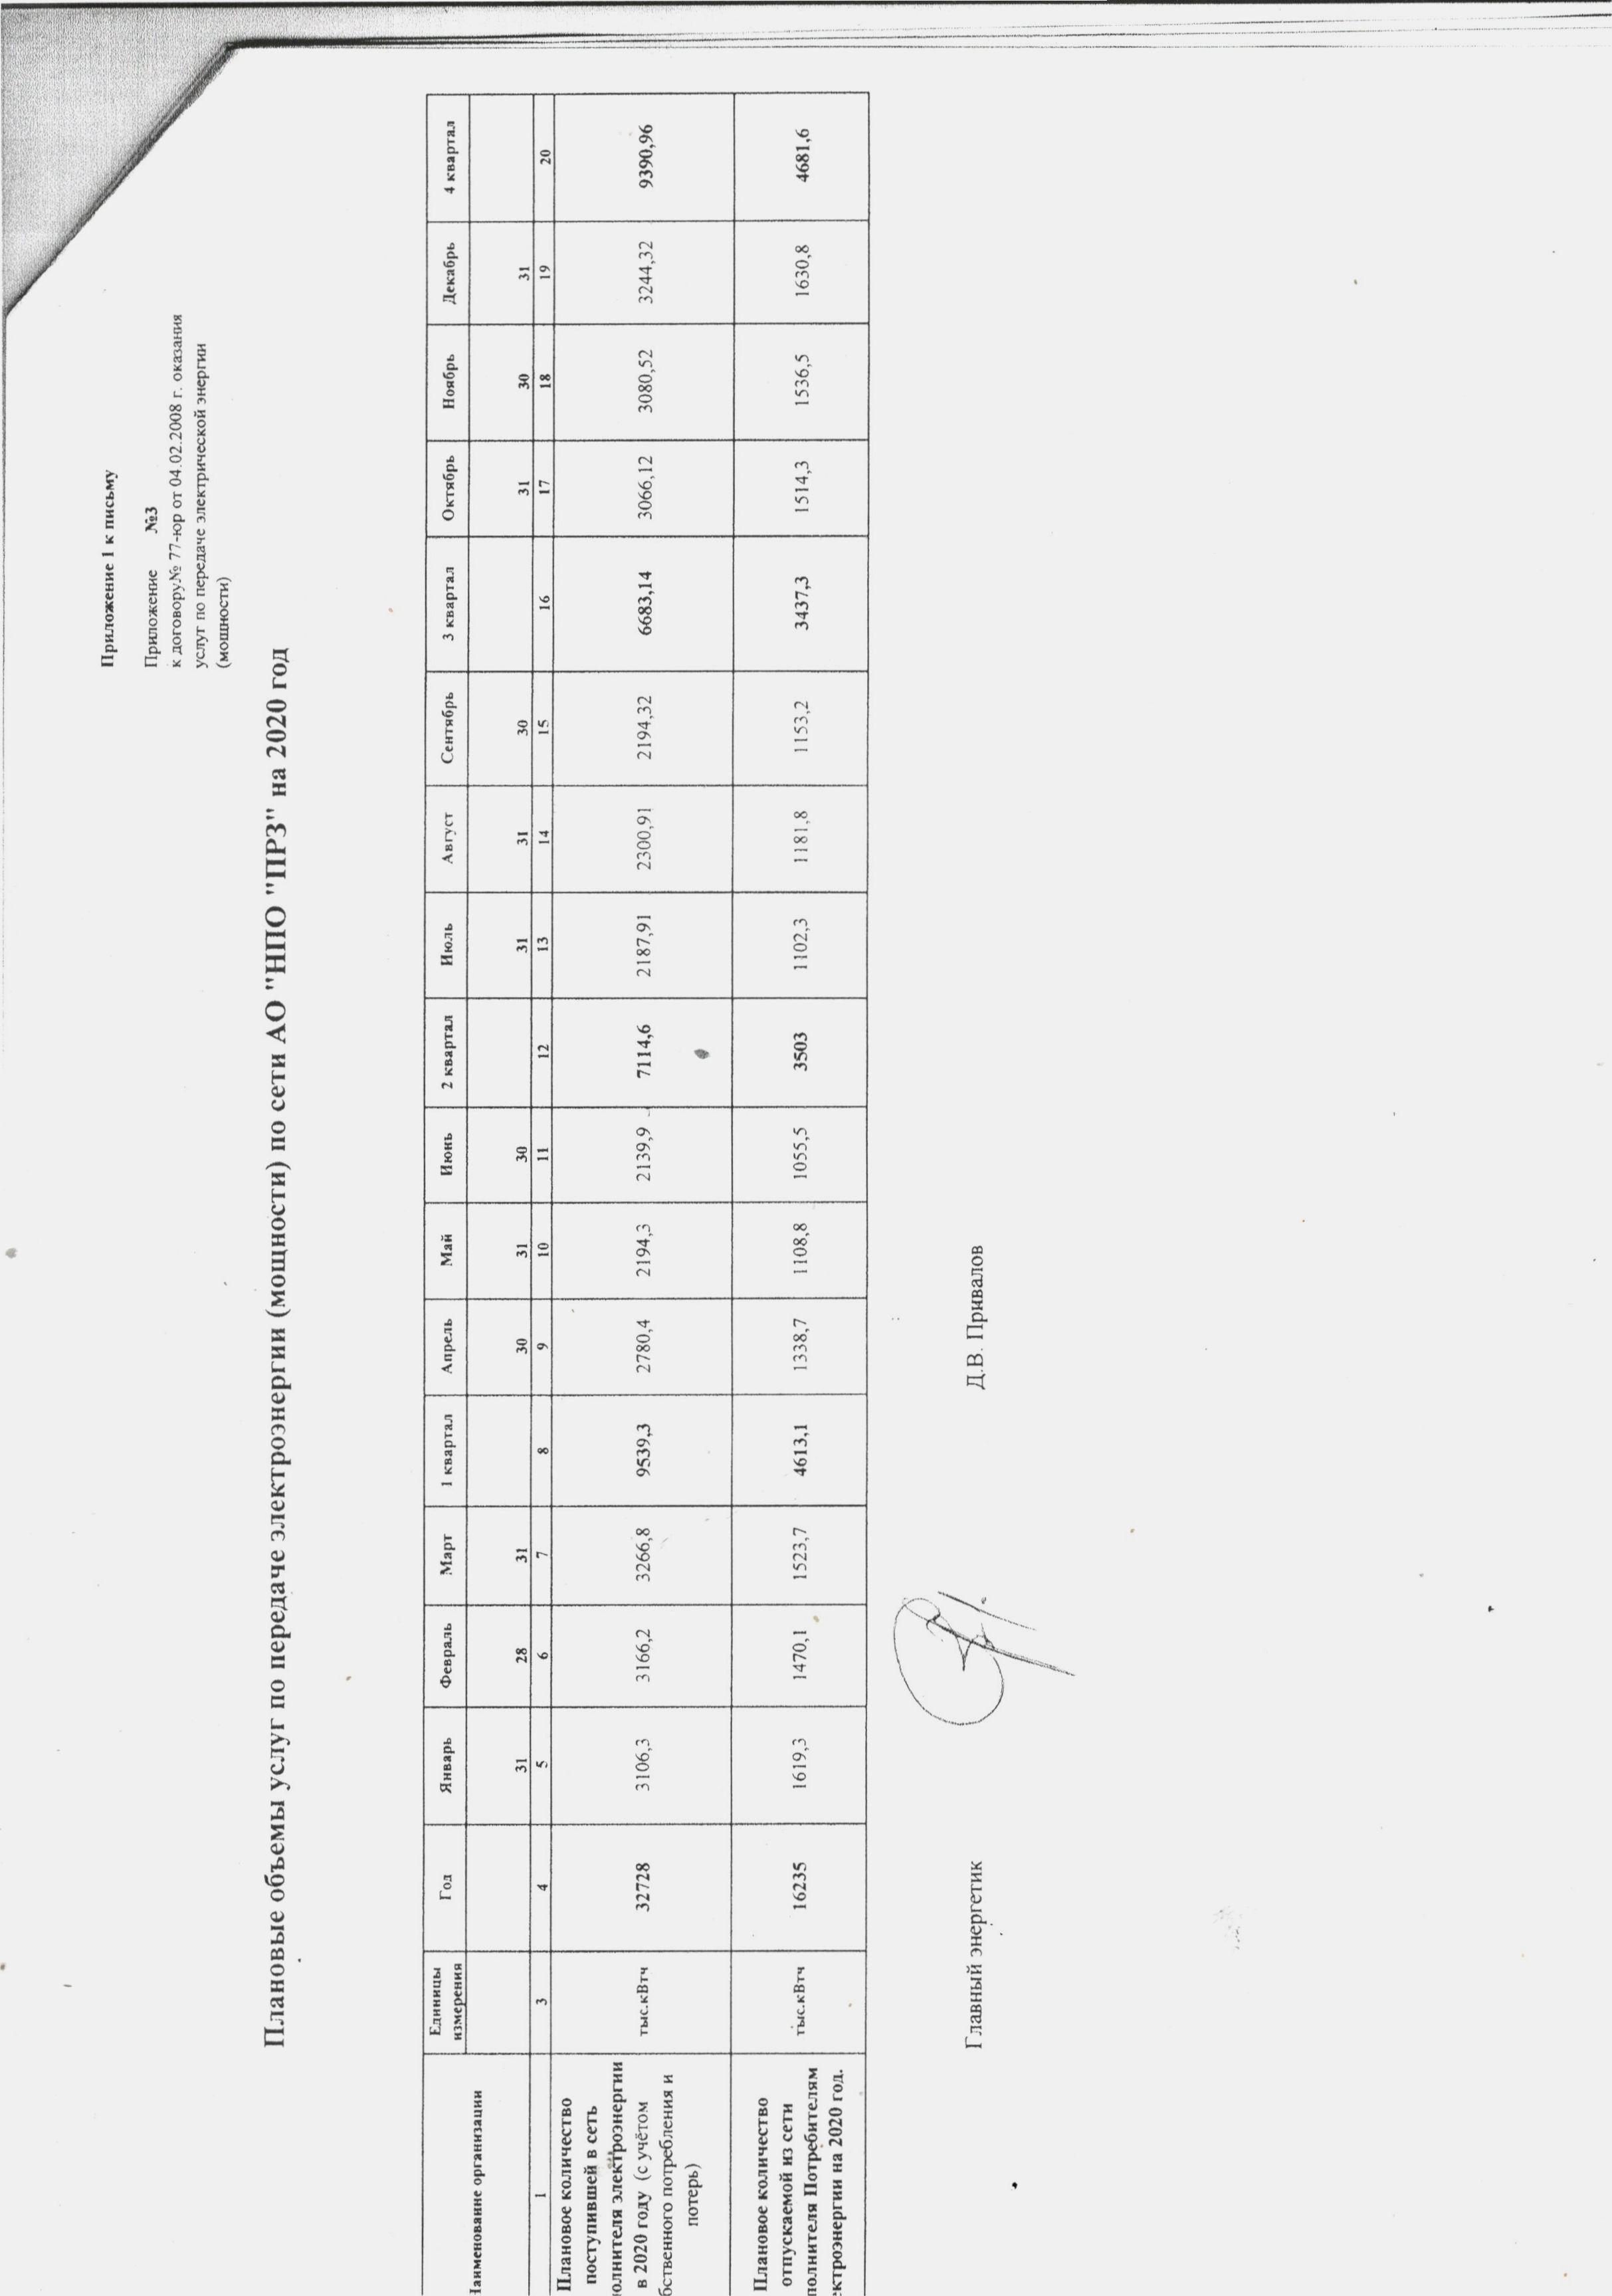 Приложение 1 к письму
Приложение №3
к договору№ 77-юр от 04.02.2008 г. оказания
услуг по передаче электрической энергии
(мощности)
Плановые объемы услуг по передаче электроэнергии (мощности) по сети АО "НПО "ПРЗ" на 2020 год
Наименование организации Единицы измерения Год Январь Февраль Март 1 квартал Апрель Май Июнь 2 квартал Июль Август Сентябрь 3 квартал Октябрь Ноябрь Декабрь 4 квартал
31 28 31 30 31 30 31 31 30 31 30 31
1 3 4 5 6 7 8 9 10 11 12 13 14 15 16 17 18 19 20
Плановое количество
поступившей в сеть
олнителя электроэнергии
в 2020 году (с учётом
бственного потребления и
потерь)
тыс.кВтч 32728 3106,3 3166,2 3266,8 9539,3 2780,4 2194,3 2139,9 7114,6 2187,91 2300,91 2194,32 6683,14 3066,12 3080,52 3244,32 9390,96
Плановое количество
отпускаемой из сети
полнителя Потребителям
ектроэнергии на 2020 год.
тыс.кВтч 16235 1619,3 1470,1 1523,7 4613,1 1338,7 1108,8 1055,5 3503 1102,3 1181,8 1153,2 3437,3 1514,3 1536,5 1630,8 4681,6
Главный энергетик Д.В. Привалов